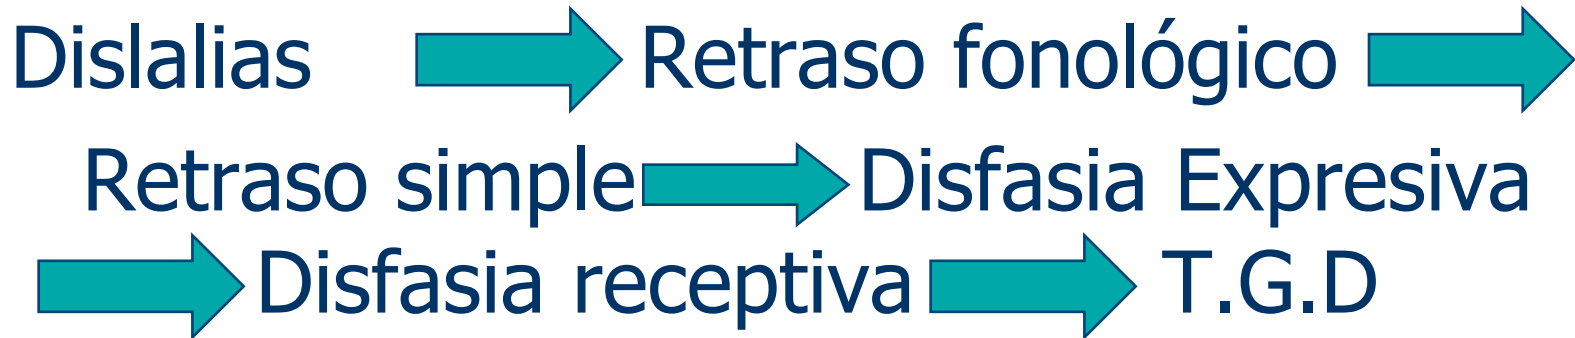 Dislalias Retraso fonológico
Retraso simple Disfasia Expresiva
Disfasia receptiva T.G.D